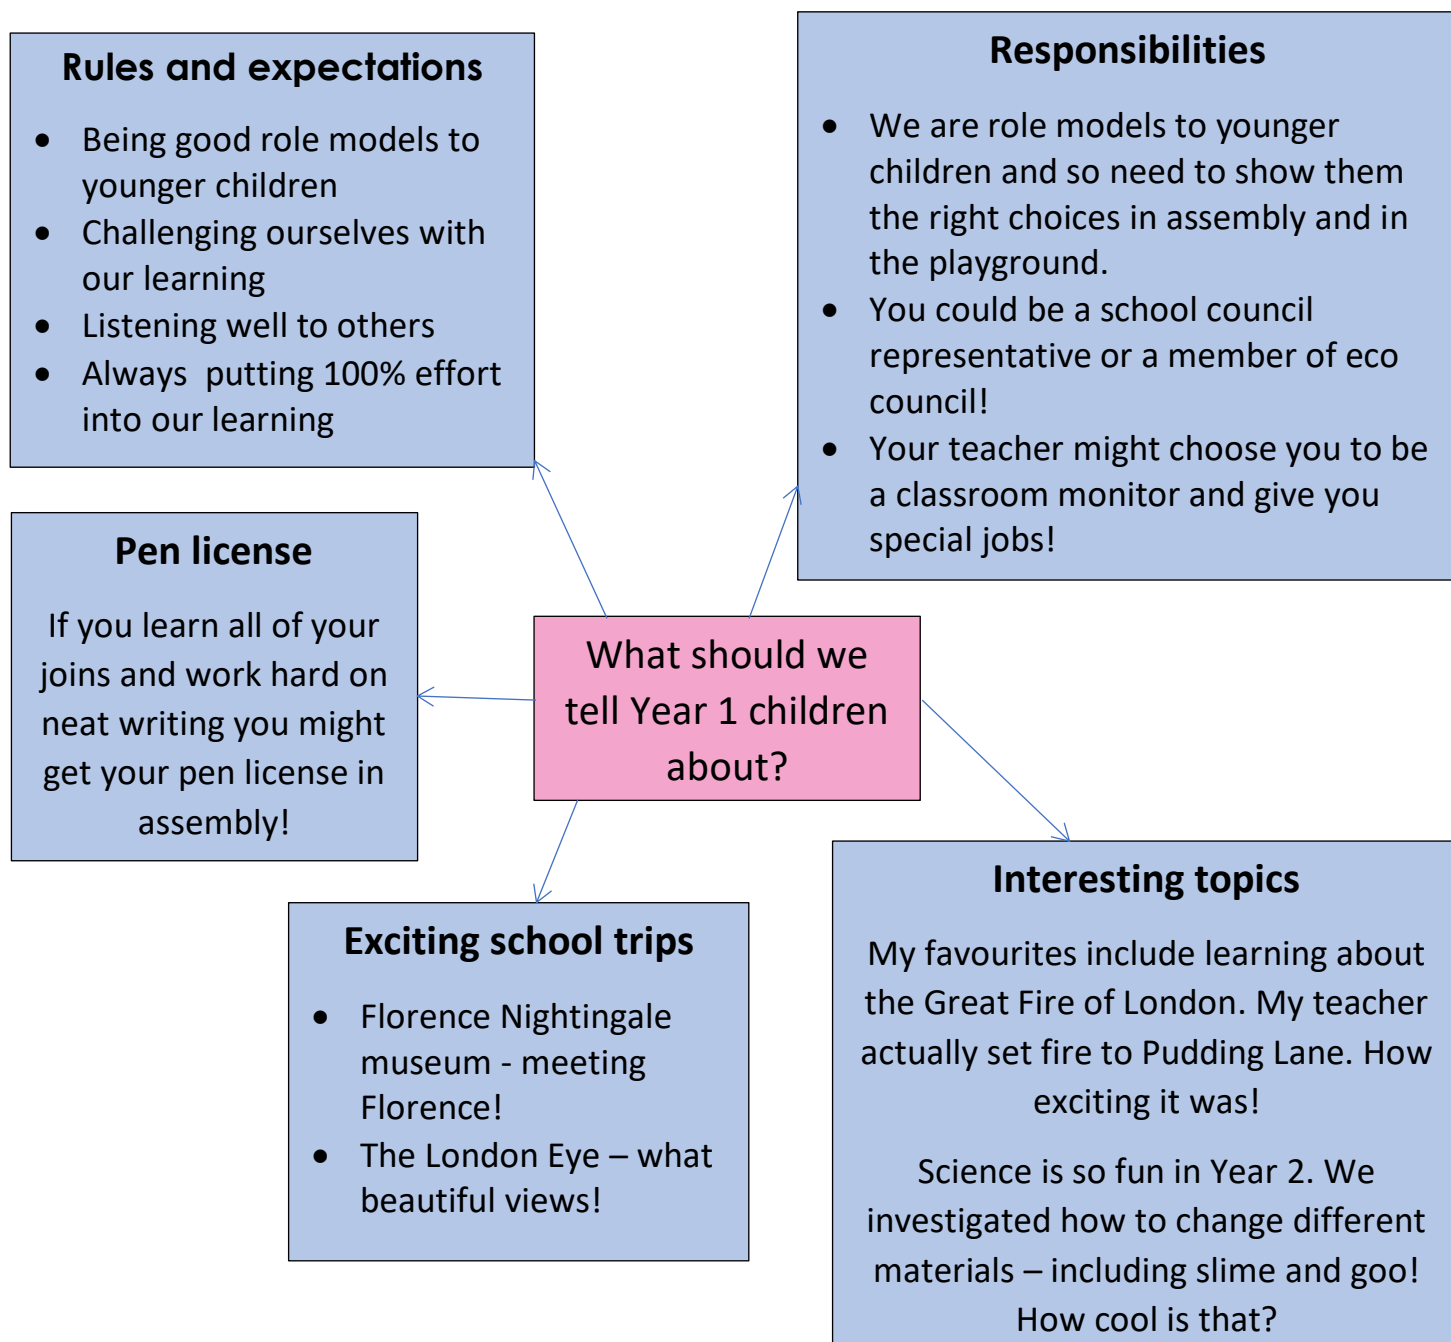 Rules and expectations
• Being good role models to
younger children
• Challenging ourselves with
our learning
• Listening well to others
• Always  putting 100% effort
into our learning
Responsibilities
• We are role models to younger
children and so need to show them
the right choices in assembly and in
the playground.
• You could be a school council
representative or a member of eco
council!
• Your teacher might choose you to be
a classroom monitor and give you
special jobs!
Pen license
If you learn all of your
joins and work hard on
neat writing you might
get your pen license in
assembly!
What should we
tell Year 1 children
about?
Exciting school trips
• Florence Nightingale
museum - meeting
Florence!
• The London Eye – what
beautiful views!
Interesting topics
My favourites include learning about
the Great Fire of London. My teacher
actually set fire to Pudding Lane. How
exciting it was!
Science is so fun in Year 2. We
investigated how to change different
materials – including slime and goo!
How cool is that?